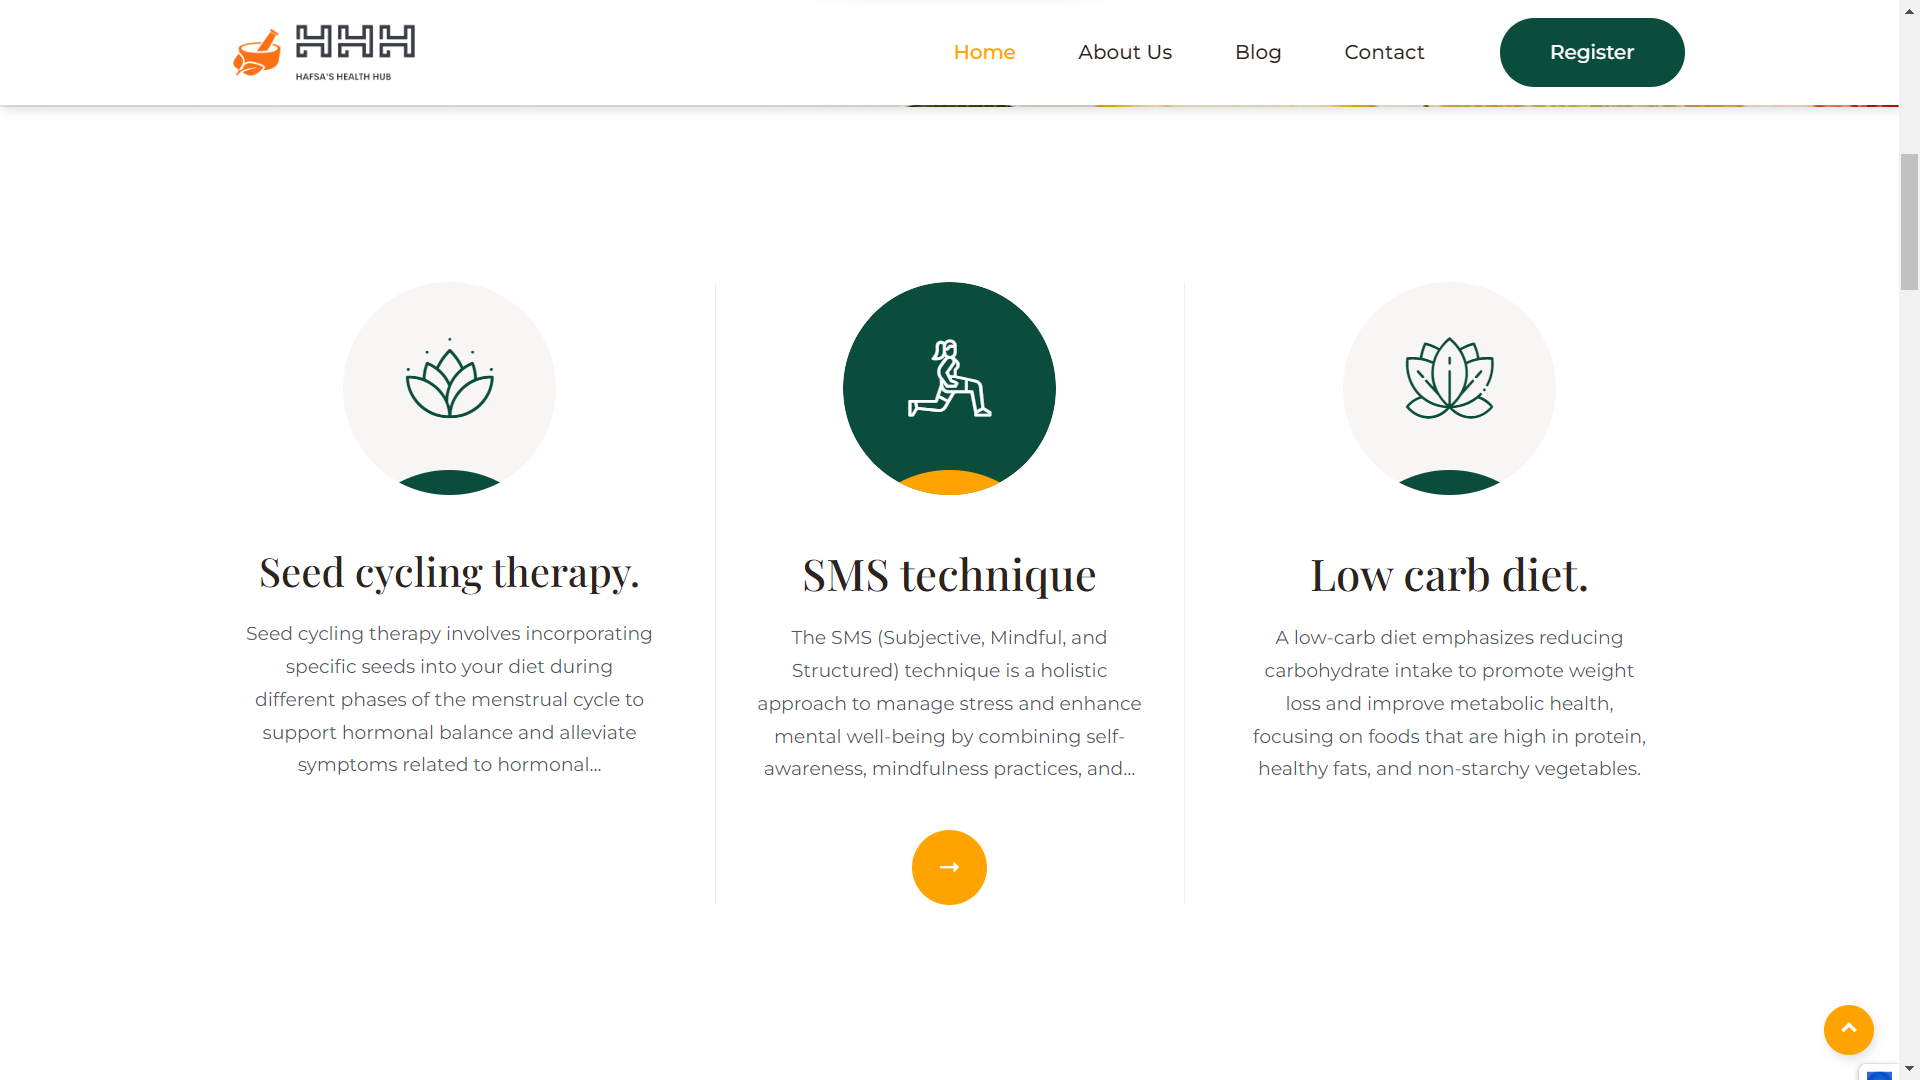 HHH
HAFSA'S HEALTH HUB
Home
About Us
Blog
Contact
Register
Seed cycling therapy.
Seed cycling therapy involves incorporating
specific seeds into your diet during
different phases of the menstrual cycle to
support hormonal balance and alleviate
symptoms related to hormonal...
SMS technique
The SMS (Subjective, Mindful, and
Structured) technique is a holistic
approach to manage stress and enhance
mental well-being by combining self-
awareness, mindfulness practices, and...
Low carb diet.
A low-carb diet emphasizes reducing
carbohydrate intake to promote weight
loss and improve metabolic health,
focusing on foods that are high in protein,
healthy fats, and non-starchy vegetables.